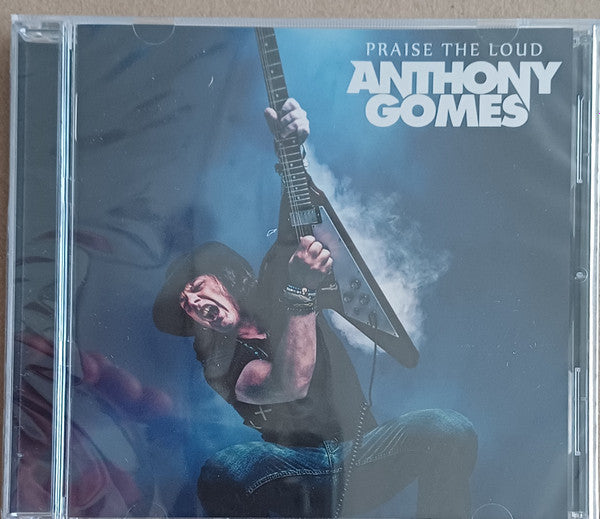 PRAISE THE LOUD
ANTHONY
GOMES